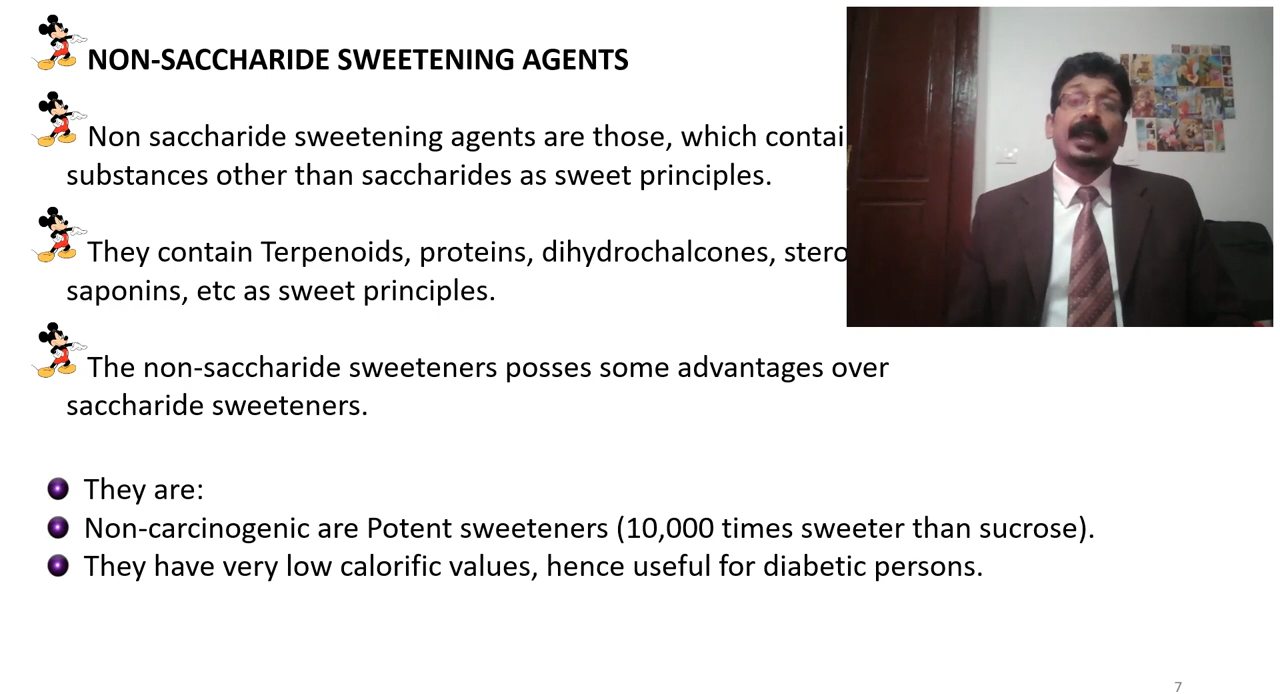 NON-SACCHARIDE SWEETENING AGENTS
Non saccharide sweetening agents are those, which contai
substances other than saccharides as sweet principles.
They contain Terpenoids, proteins, dihydrochalcones, stero
saponins, etc as sweet principles.
The non-saccharide sweeteners posses some advantages over
saccharide sweeteners.
They are:
Non-carcinogenic are Potent sweeteners (10,000 times sweeter than sucrose).
They have very low calorific values, hence useful for diabetic persons.
7